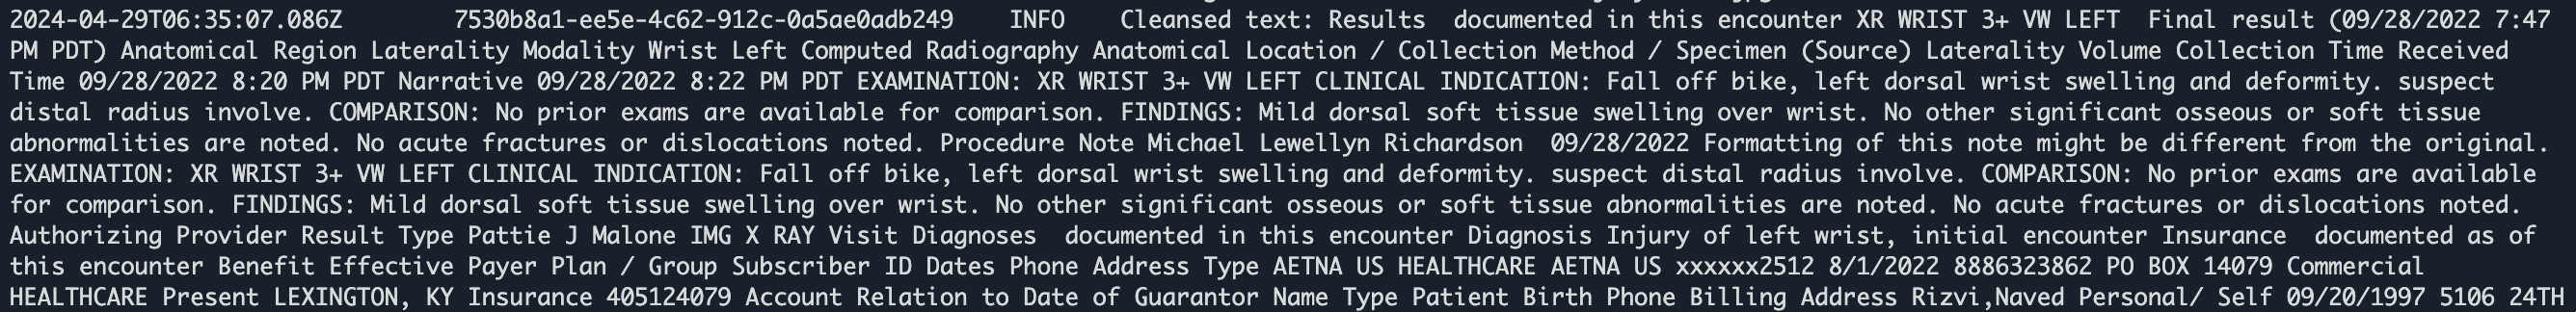 2024-04-29T06:35:07.086Z 7530b8a1-ee5e-4c62-912c-0a5ae0adb249 INFO Cleansed text: Results documented in this encounter XR WRIST 3+ VW LEFT Final result (09/28/2022 7:47
PM PDT) Anatomical Region Laterality Modality Wrist Left Computed Radiography Anatomical Location / Collection Method / Specimen (Source) Laterality Volume Collection Time Received
Time 09/28/2022 8:20 PM PDT Narrative 09/28/2022 8:22 PM PDT EXAMINATION: XR WRIST 3+ VW LEFT CLINICAL INDICATION: Fall off bike, left dorsal wrist swelling and deformity. suspect
distal radius involve. COMPARISON: No prior exams are available for comparison. FINDINGS: Mild dorsal soft tissue swelling over wrist. No other significant osseous or soft tissue
abnormalities are noted. No acute fractures or dislocations noted. Procedure Note Michael Lewellyn Richardson 09/28/2022 Formatting of this note might be different from the original.
EXAMINATION: XR WRIST 3+ VW LEFT CLINICAL INDICATION: Fall off bike, left dorsal wrist swelling and deformity. suspect distal radius involve. COMPARISON: No prior exams are available
for comparison. FINDINGS: Mild dorsal soft tissue swelling over wrist. No other significant osseous or soft tissue abnormalities are noted. No acute fractures or dislocations noted.
Authorizing Provider Result Type Pattie J Malone IMG X RAY Visit Diagnoses documented in this encounter Diagnosis Injury of left wrist, initial encounter Insurance documented as of
this encounter Benefit Effective Payer Plan / Group Subscriber ID Dates Phone Address Type AETNA US HEALTHCARE AETNA US xxxxxx2512 8/1/2022 8886323862 PO BOX 14079 Commercial
HEALTHCARE Present LEXINGTON, KY Insurance 405124079 Account Relation to Date of Guarantor Name Type Patient Birth Phone Billing Address Rizvi,Naved Personal/ Self 09/20/1997 5106 24TH